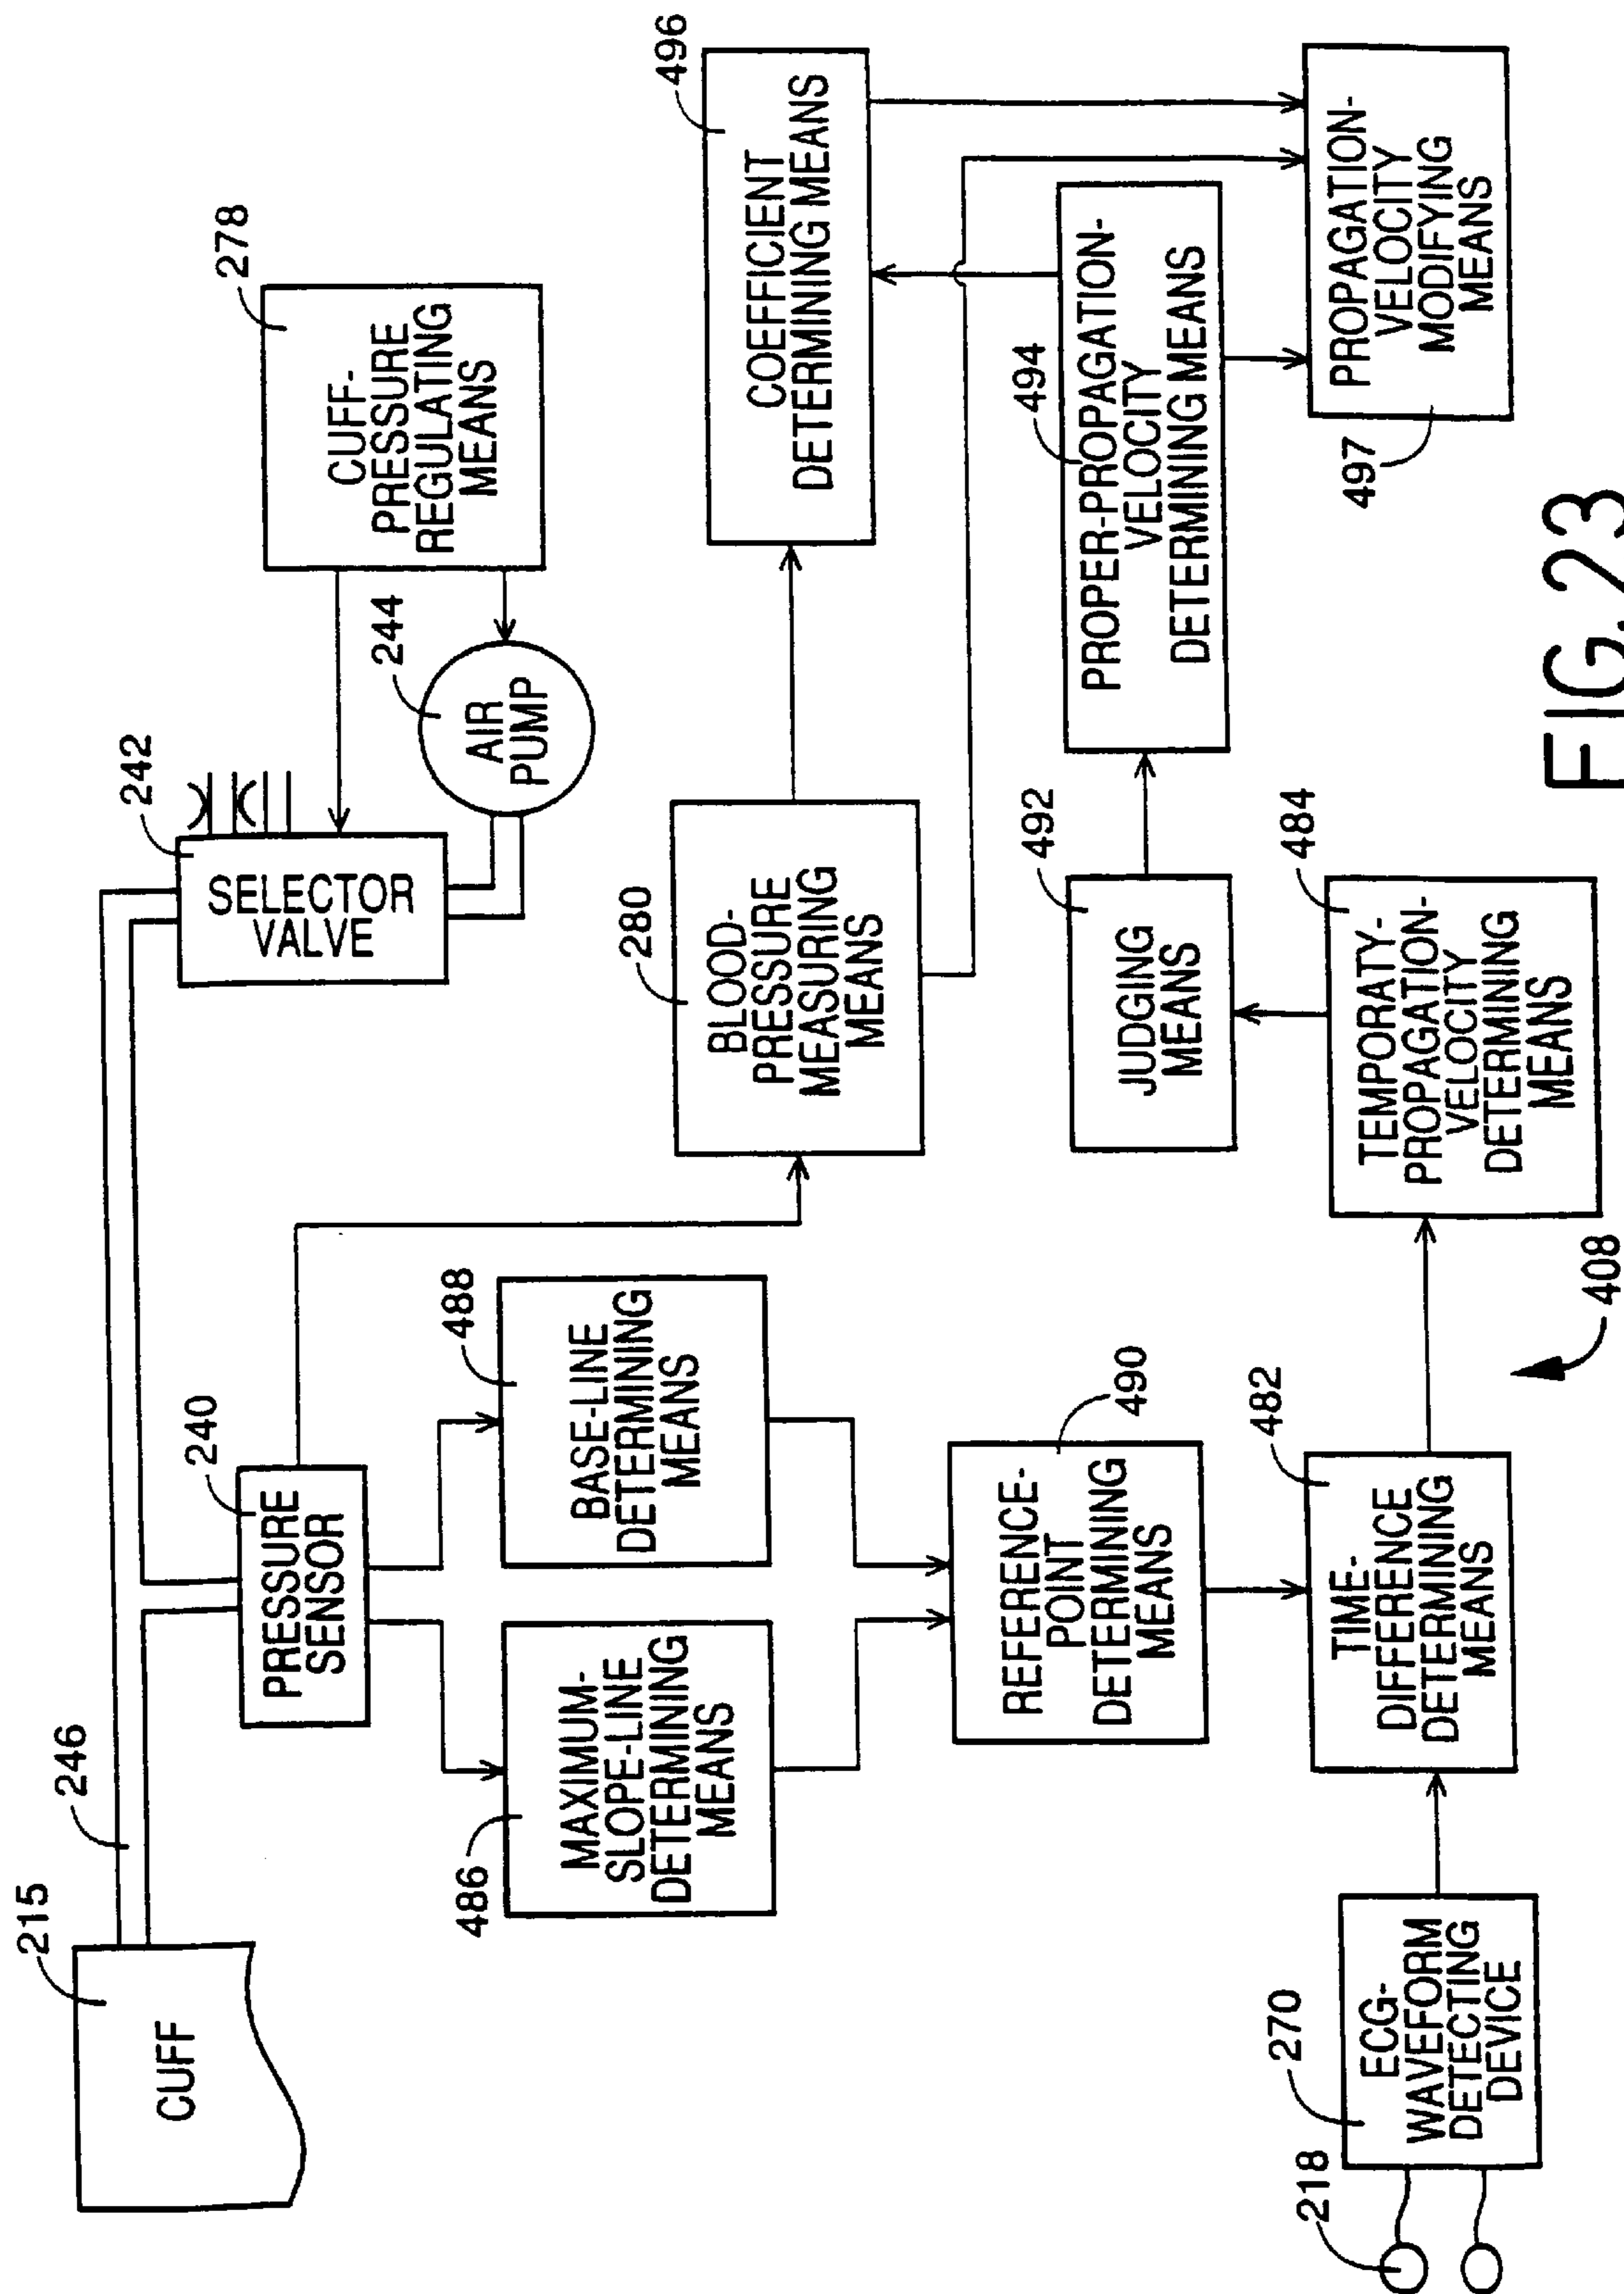 215
CUFF
246
240
PRESSURE
SENSOR
242
SELECTOR
VALVE
244
AIR
PUMP
278
CUFF-
PRESSURE
REGULATING
MEANS
486
MAXIMUM-
SLOPE-LINE
DETERMINING
MEANS
488
BASE-LINE
DETERMINING
MEANS
280
BLOOD-
PRESSURE
MEASURING
MEANS
496
COEFFICIENT
DETERMINING MEANS
490
REFERENCE-
POINT
DETERMINING
MEANS
492
JUDGING
MEANS
494
PROPER-PROPAGATION-
VELOCITY
DETERMINING MEANS
218
270
ECG-
WAVEFORM
DETECTING
DEVICE
482
TIME-
DIFFERENCE
DETERMINING
MEANS
484
TEMPORATY-
PROPAGATION-
VELOCITY
DETERMINING
MEANS
497
PROPAGATION-
VELOCITY
MODIFYING
MEANS
408
FIG. 23